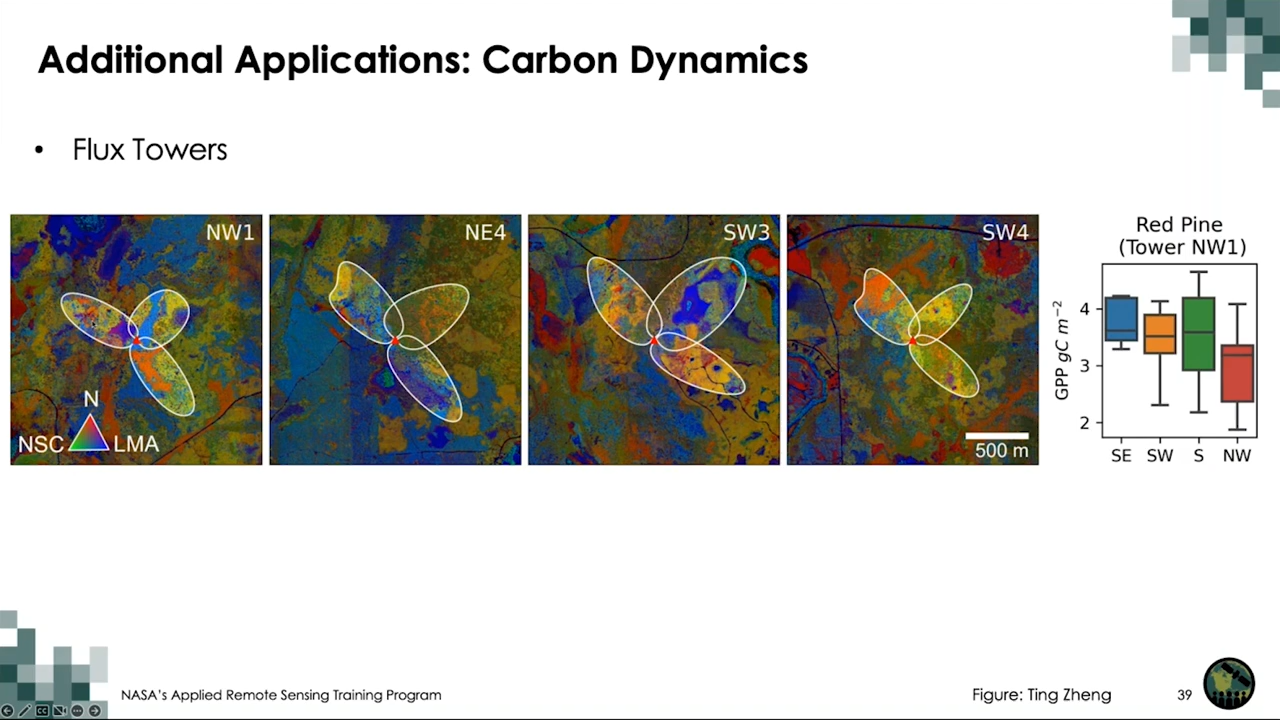 Additional Applications: Carbon Dynamics
• Flux Towers
NW1
N
NSC
LMA
NE4
SW3
SW4
500 m
Red Pine
(Tower NW1)
GPP gC m⁻²
4
3
2
SE SW S NW
NASA's Applied Remote Sensing Training Program
Figure: Ting Zheng
39